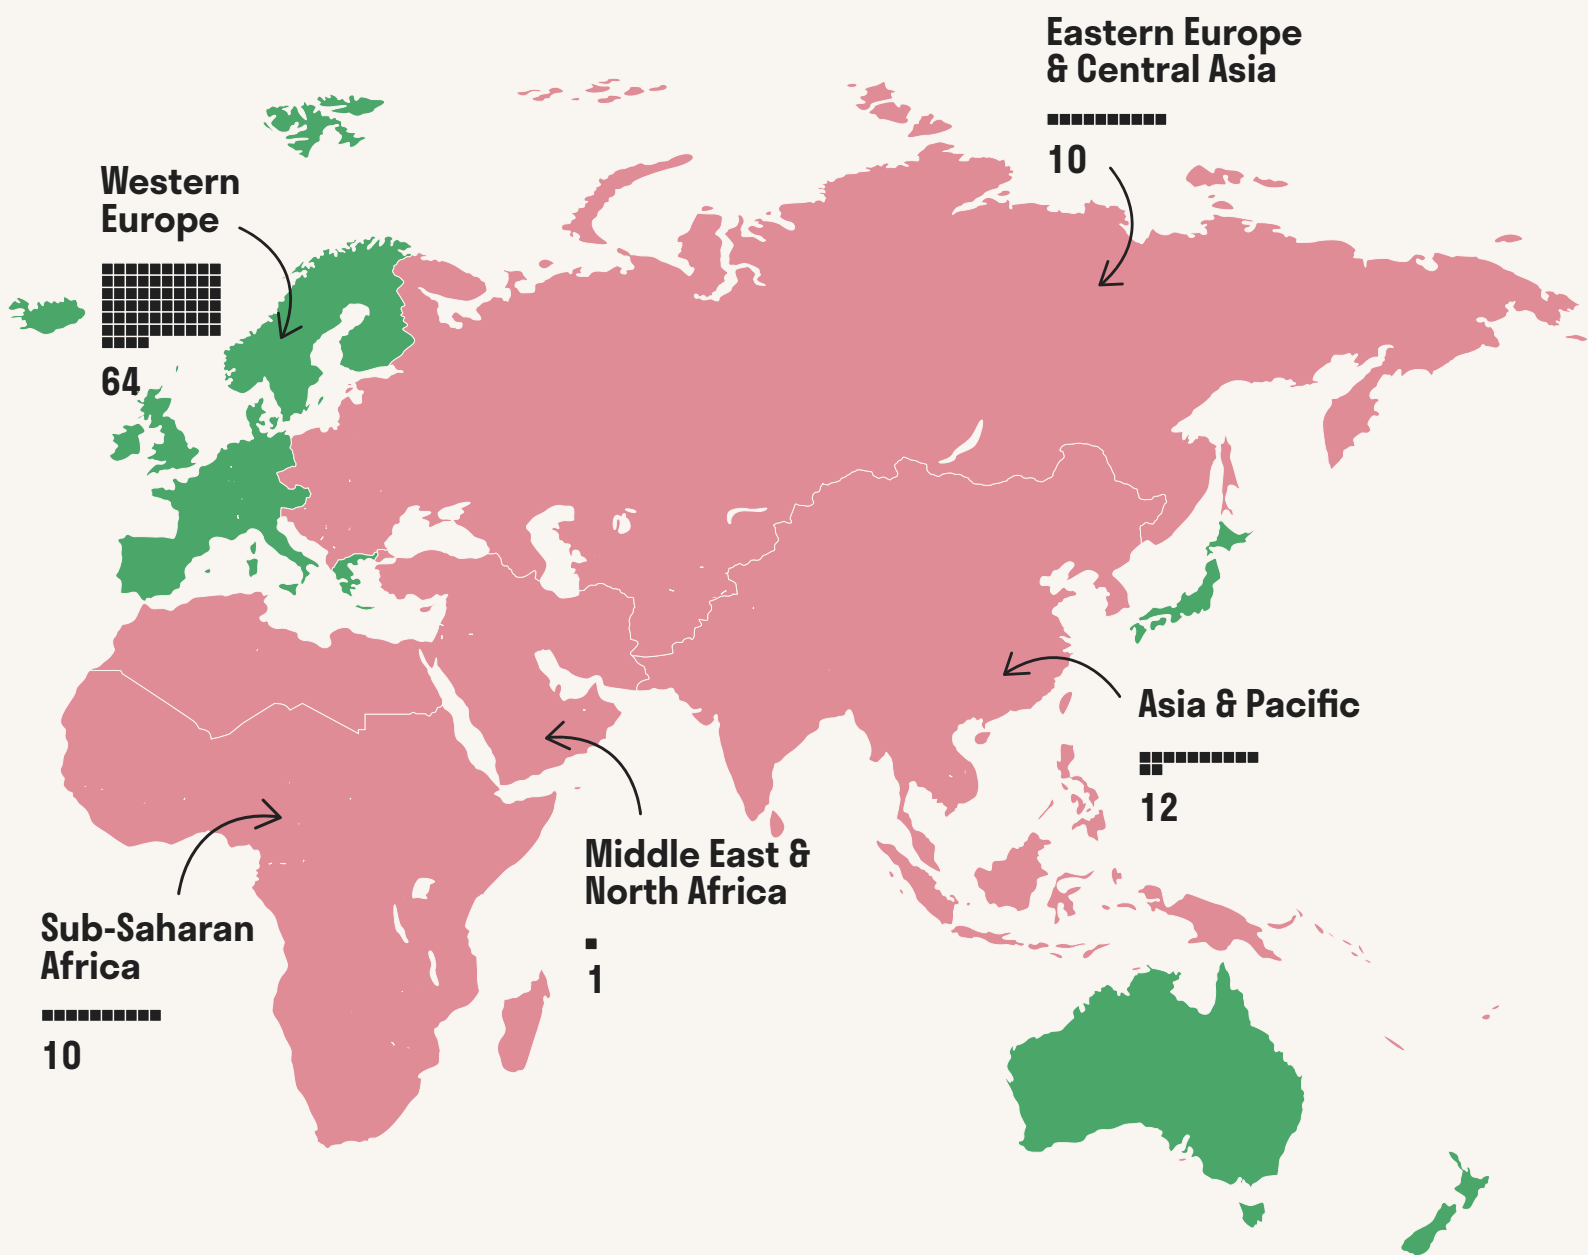 Eastern Europe
& Central Asia
10
Western
Europe
64
Asia & Pacific
12
Middle East &
North Africa
1
Sub-Saharan
Africa
10